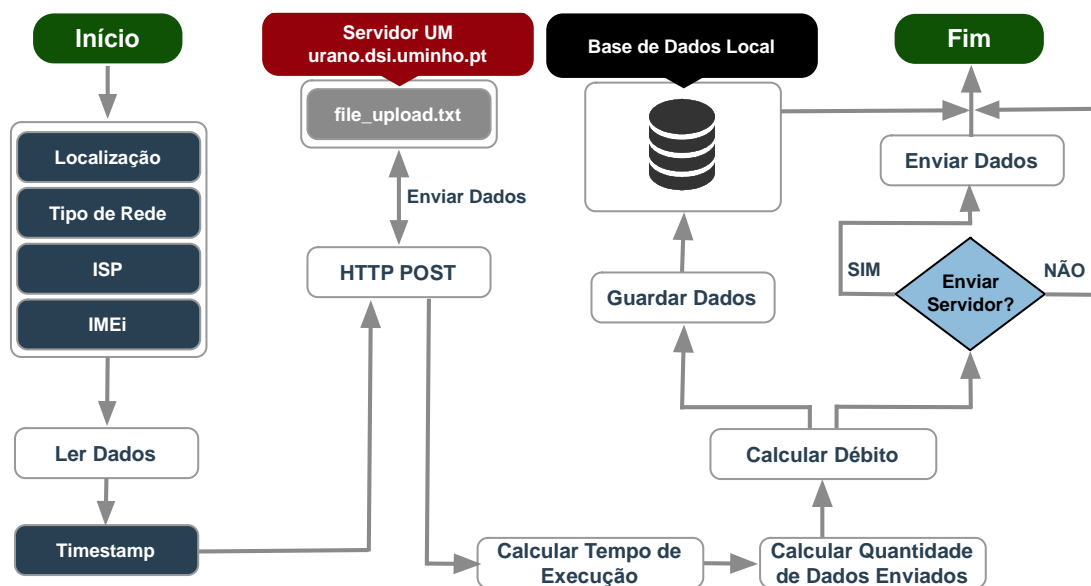 Início
Localização
Tipo de Rede
ISP
IMEi
Ler Dados
Timestamp
Servidor UM
urano.dsi.uminho.pt
file_upload.txt
Enviar Dados
HTTP POST
Calcular Tempo de
Execução
Calcular Quantidade
de Dados Enviados
Calcular Débito
Guardar Dados
Base de Dados Local
Enviar
Servidor?
SIM
NÃO
Enviar Dados
Fim